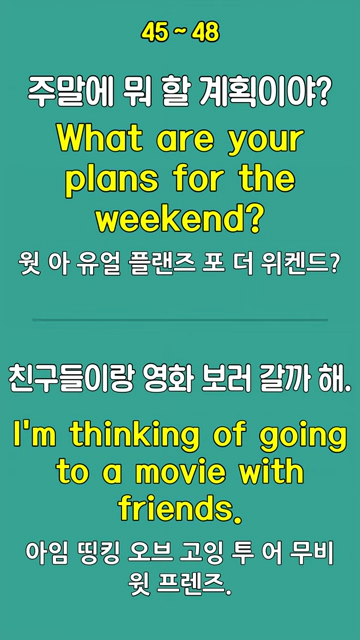 45 ~ 48
주말에 뭐 할 계획이야?
What are your
plans for the
weekend?
웟 아 유얼 플랜즈 포 더 위켄드?
친구들이랑 영화 보러 갈까 해.
I'm thinking of going
to a movie with
friends.
아임 띵킹 오브 고잉 투 어 무비
윗 프렌즈.